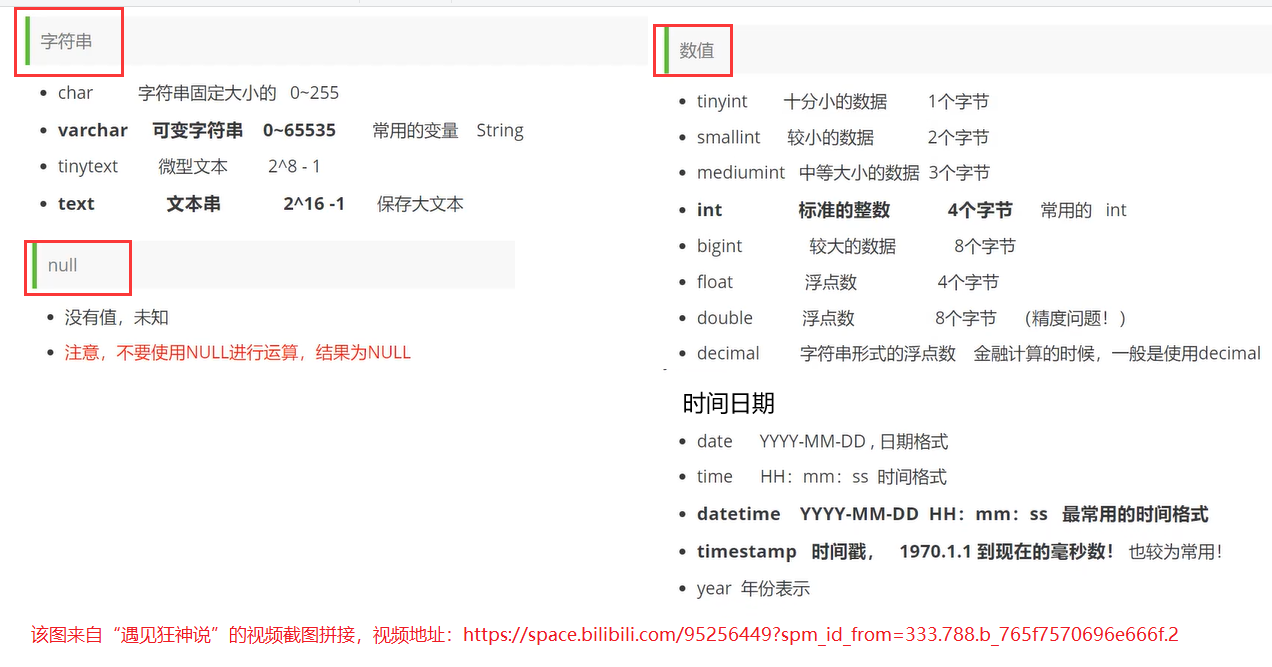 字符串
char 字符串固定大小的 0~255
varchar 可变字符串 0~65535 常用的变量 String
tinytext 微型文本 2^8 - 1
text 文本串 2^16 -1 保存大文本
null
没有值，未知
注意，不要使用NULL进行运算，结果为NULL
数值
tinyint 十分小的数据 1个字节
smallint 较小的数据 2个字节
mediumint 中等大小的数据 3个字节
int 标准的整数 4个字节 常用的 int
bigint 较大的数据 8个字节
float 浮点数 4个字节
double 浮点数 8个字节 （精度问题！）
decimal 字符串形式的浮点数 金融计算的时候，一般是使用decimal
时间日期
date YYYY-MM-DD , 日期格式
time HH：mm：ss 时间格式
datetime YYYY-MM-DD HH：mm：ss 最常用的时间格式
timestamp 时间戳， 1970.1.1 到现在的毫秒数！ 也较为常用！
year 年份表示
该图来自“遇见狂神说”的视频截图拼接，视频地址：https://space.bilibili.com/95256449?spm_id_from=333.788.b_765f7570696e666f.2